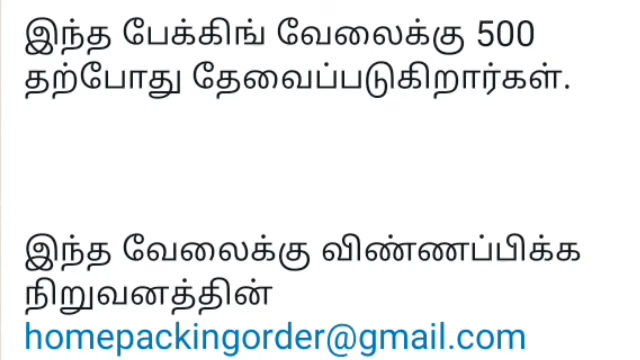 இந்த பேக்கிங் வேலைக்கு 500
தற்போது தேவைப்படுகிறார்கள்.
இந்த வேலைக்கு விண்ணப்பிக்க
நிறுவனத்தின்
homepackingorder@gmail.com